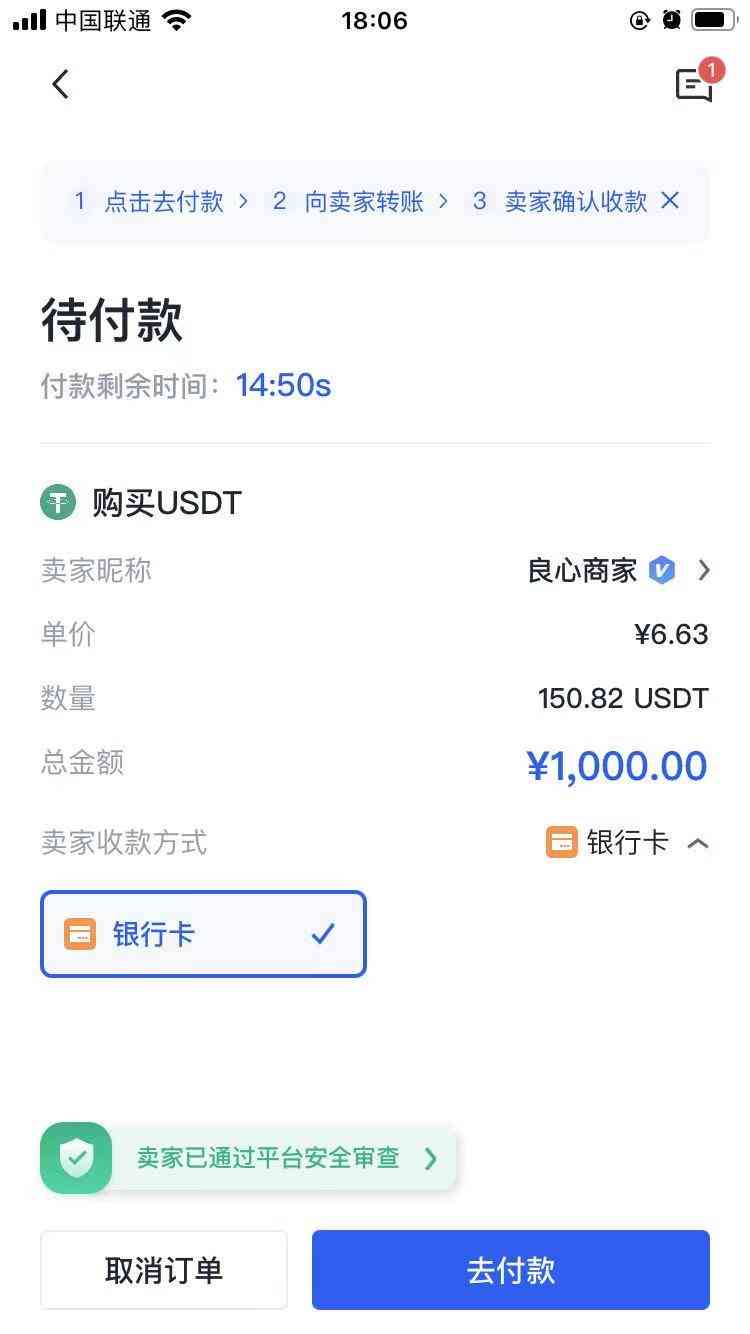 中国联通 18:06
1
1 点击去付款 > 2 向卖家转账 > 3 卖家确认收款 ×
待付款
付款剩余时间：14:50s
购买USDT
卖家昵称 良心商家
单价 ¥6.63
数量 150.82 USDT
总金额 ¥1,000.00
卖家收款方式 银行卡
银行卡
卖家已通过平台安全审查
取消订单 去付款